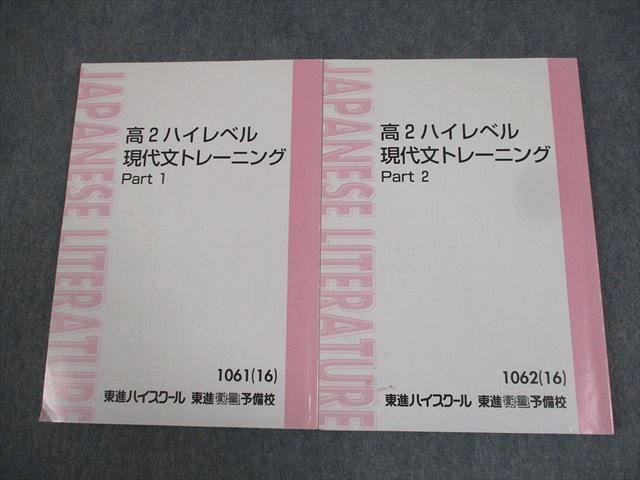 JAPANESE LITERATURE
高2ハイレベル
現代文トレーニング
Part 1
1061(16)
東進ハイスクール 東進衛星予備校
JAPANESE LITERATURE
高2ハイレベル
現代文トレーニング
Part 2
1062(16)
東進ハイスクール 東進衛星予備校